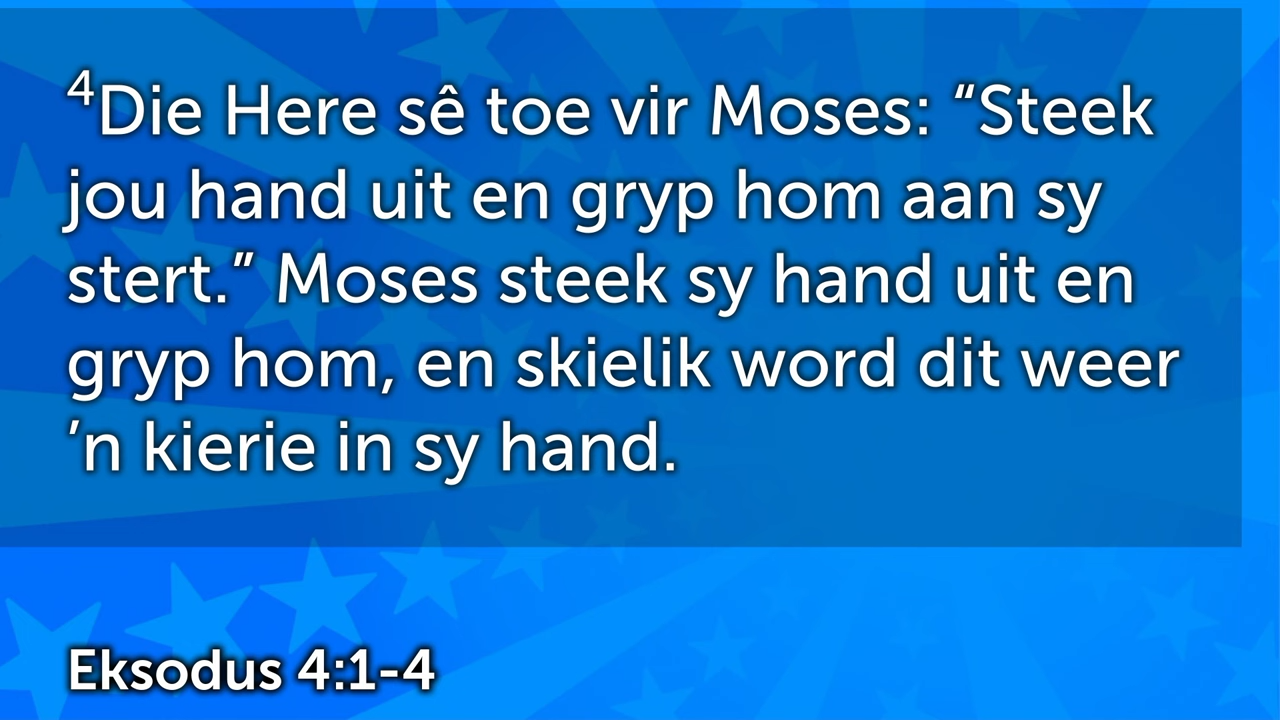 ⁴Die Here sê toe vir Moses: “Steek
jou hand uit en gryp hom aan sy
stert.” Moses steek sy hand uit en
gryp hom, en skielik word dit weer
’n kierie in sy hand.
Eksodus 4:1-4